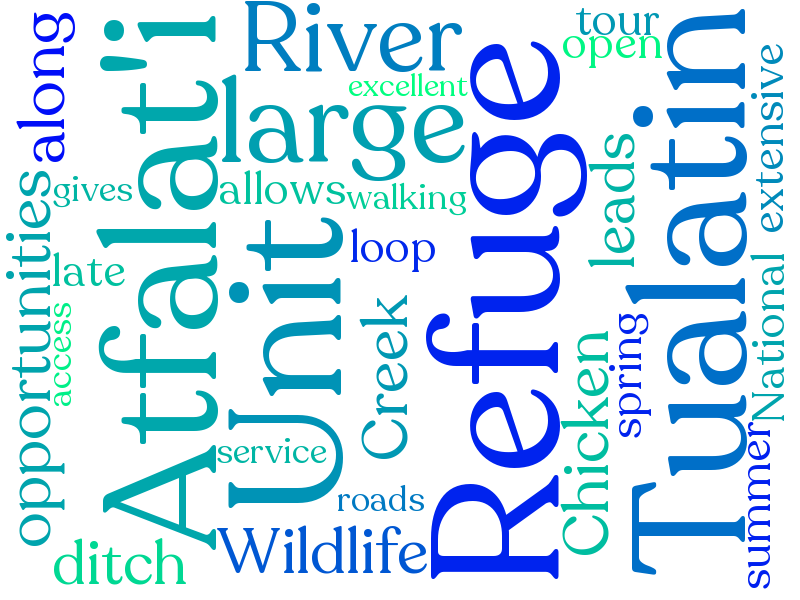 along
Atfalat'i
River
tour
open
excellent
large
Refuge
Tualatin
extensive
gives
allows
walking
leads
opportunities
late
Unit
loop
access
Creek
National
spring
Chicken
service
roads
summer
ditch
Wildlife